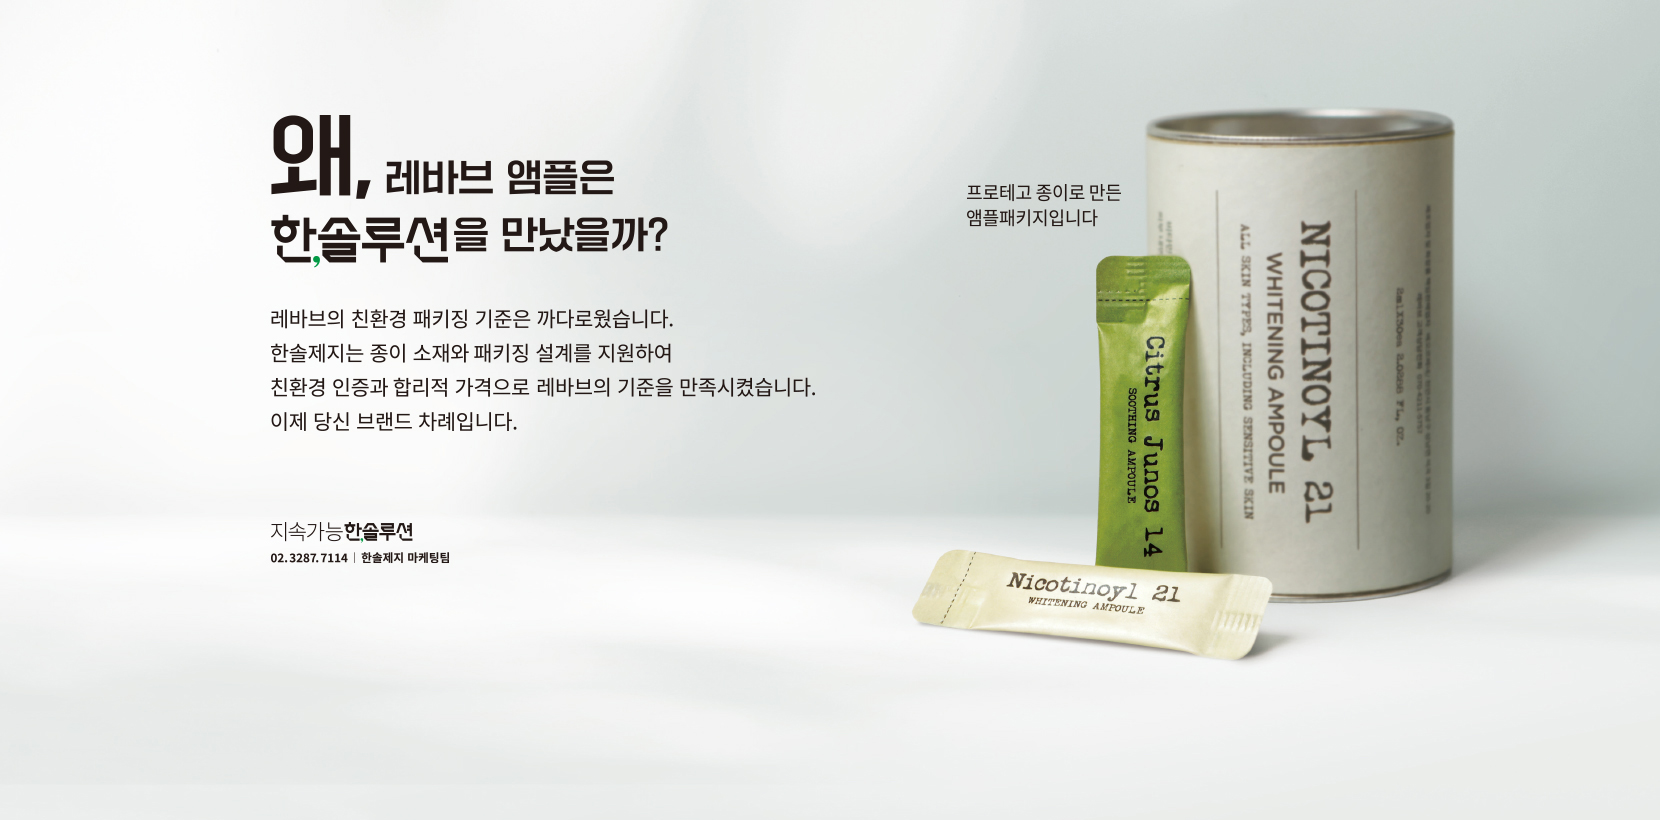 왜, 레바브 앰플은
한솔루션을 만났을까?
레바브의 친환경 패키징 기준은 까다로웠습니다.
한솔제지는 종이 소재와 패키징 설계를 지원하여
친환경 인증과 합리적 가격으로 레바브의 기준을 만족시켰습니다.
이제 당신 브랜드 차례입니다.
지속가능한솔루션
02.3287.7114 | 한솔제지 마케팅팀
프로테고 종이로 만든
앰플패키지입니다
Citrus Junos 14
SOOTHING AMPOULE
Nicotinoyl 21
WHITENING AMPOULE
NICOTINOYL 21
WHITENING AMPOULE
ALL SKIN TYPES, INCLUDING SENSITIVE SKIN
FL, OZ.